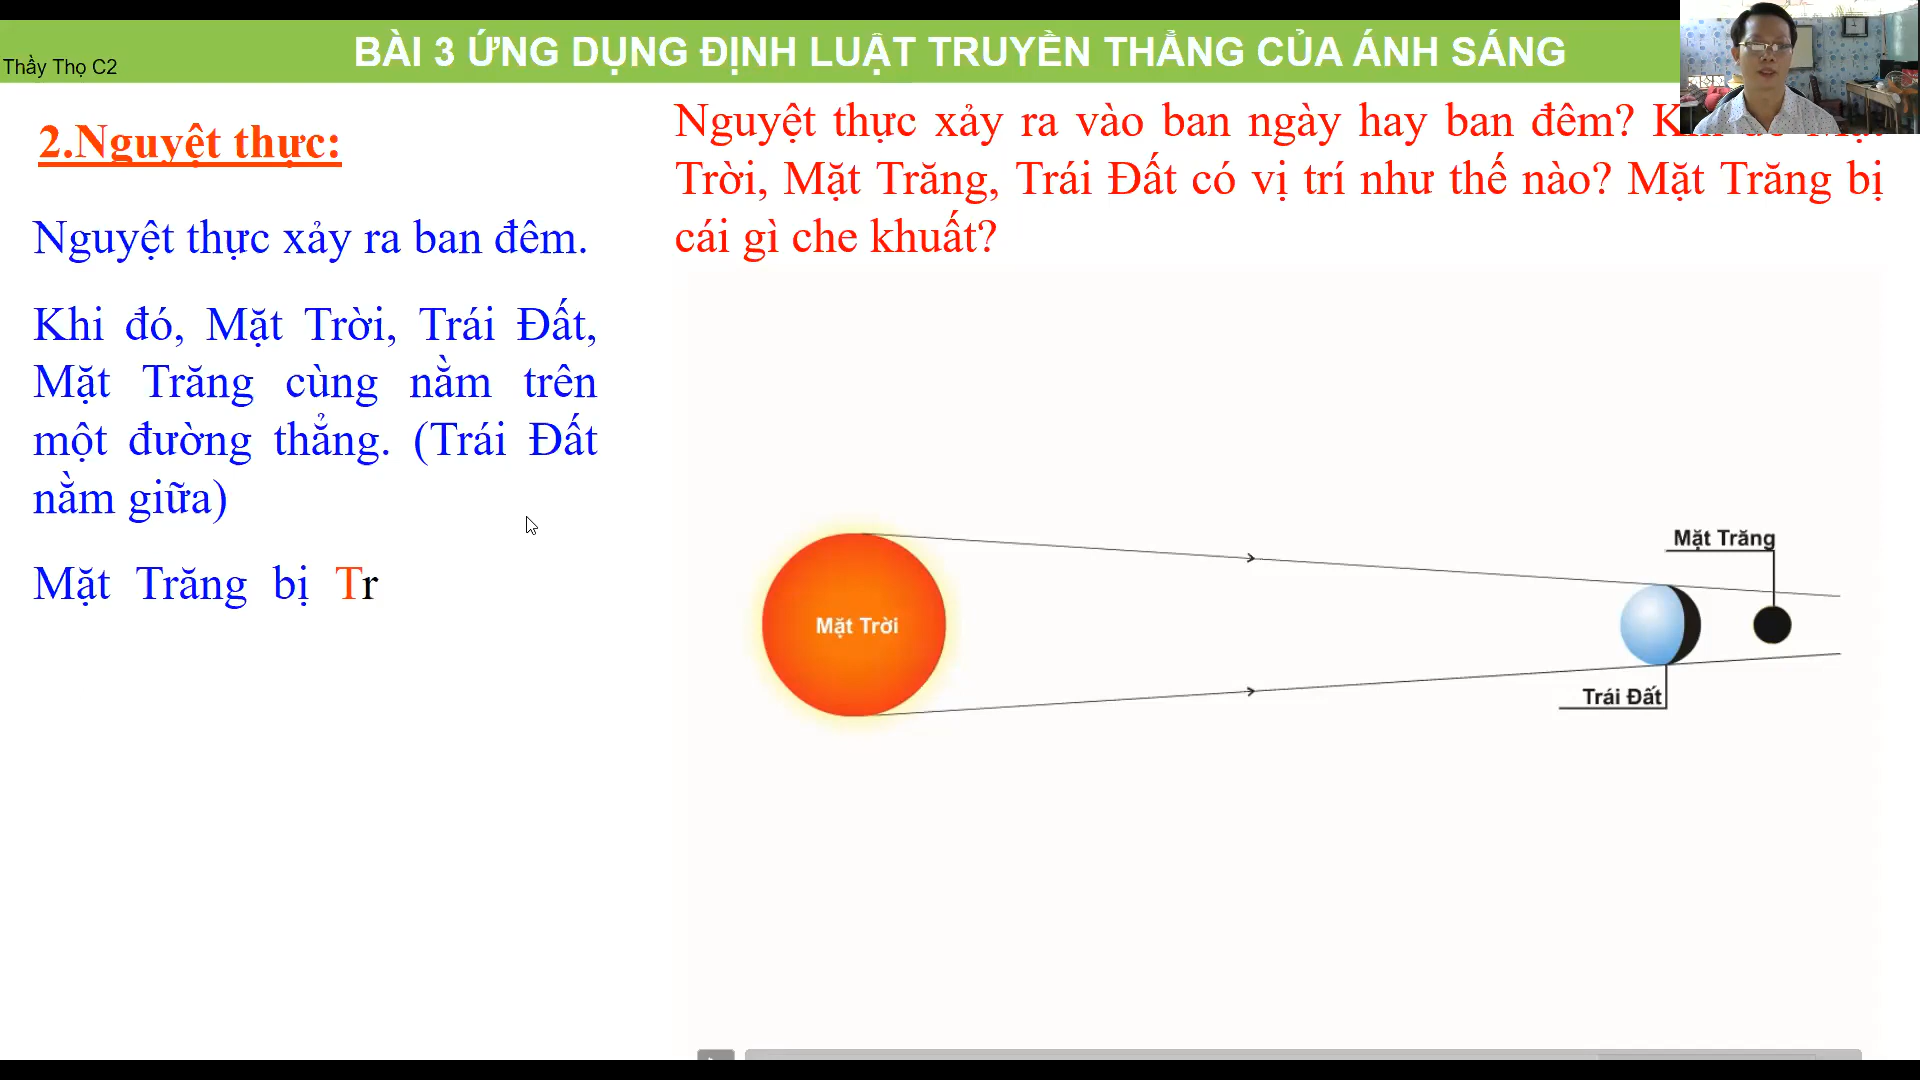 Thầy Thọ C2
BÀI 3 ỨNG DỤNG ĐỊNH LUẬT TRUYỀN THẲNG CỦA ÁNH SÁNG
2.Nguyệt thực:
Nguyệt thực xảy ra ban đêm.
Khi đó, Mặt Trời, Trái Đất,
Mặt Trăng cùng nằm trên
một đường thẳng. (Trái Đất
nằm giữa)
Mặt Trăng bị Tr
Nguyệt thực xảy ra vào ban ngày hay ban đêm?
Trời, Mặt Trăng, Trái Đất có vị trí như thế nào? Mặt Trăng bị
cái gì che khuất?
Mặt Trăng
Mặt Trời
Trái Đất